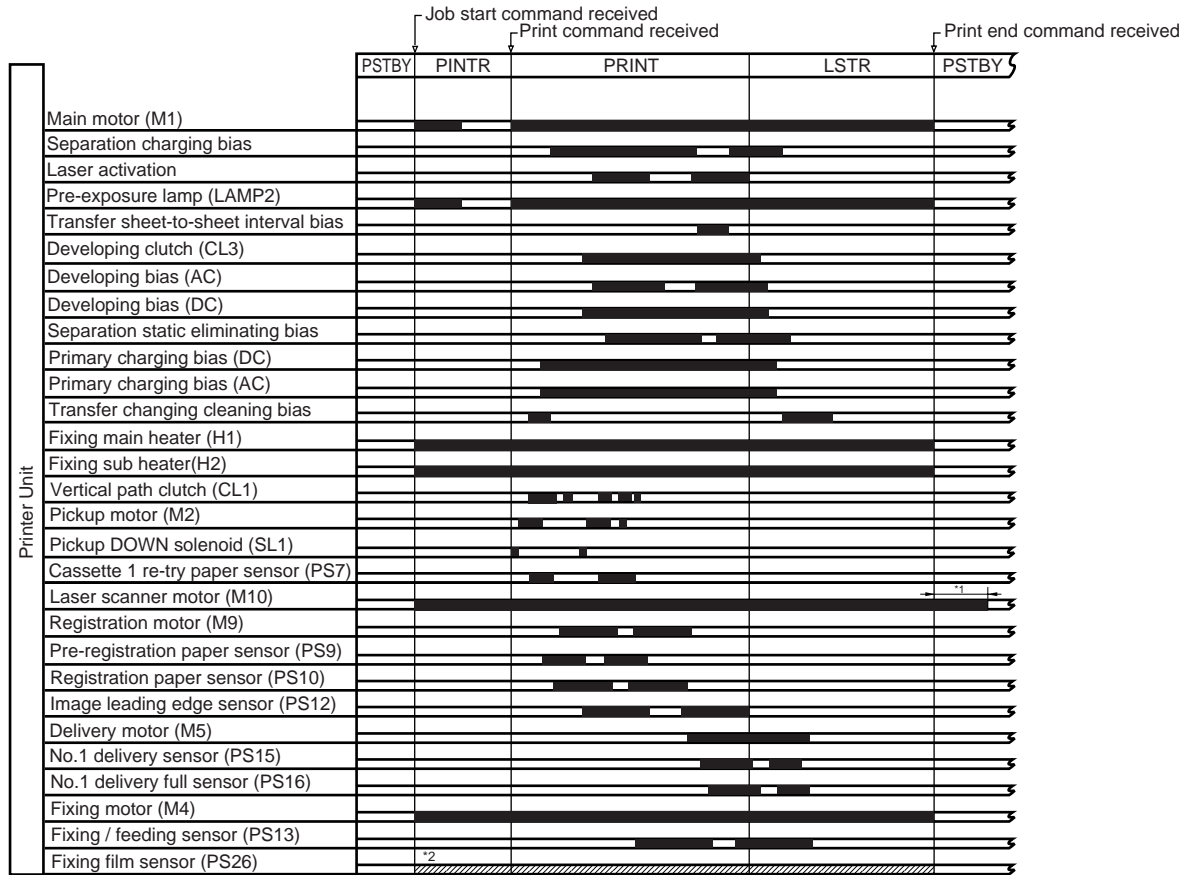 Job start command received
Print command received
Print end command received
PSTBY PINTR PRINT LSTR PSTBY
Printer Unit
Main motor (M1)
Separation charging bias
Laser activation
Pre-exposure lamp (LAMP2)
Transfer sheet-to-sheet interval bias
Developing clutch (CL3)
Developing bias (AC)
Developing bias (DC)
Separation static eliminating bias
Primary charging bias (DC)
Primary charging bias (AC)
Transfer changing cleaning bias
Fixing main heater (H1)
Fixing sub heater(H2)
Vertical path clutch (CL1)
Pickup motor (M2)
Pickup DOWN solenoid (SL1)
Cassette 1 re-try paper sensor (PS7)
Laser scanner motor (M10)
*1
Registration motor (M9)
Pre-registration paper sensor (PS9)
Registration paper sensor (PS10)
Image leading edge sensor (PS12)
Delivery motor (M5)
No.1 delivery sensor (PS15)
No.1 delivery full sensor (PS16)
Fixing motor (M4)
Fixing / feeding sensor (PS13)
Fixing film sensor (PS26)
*2